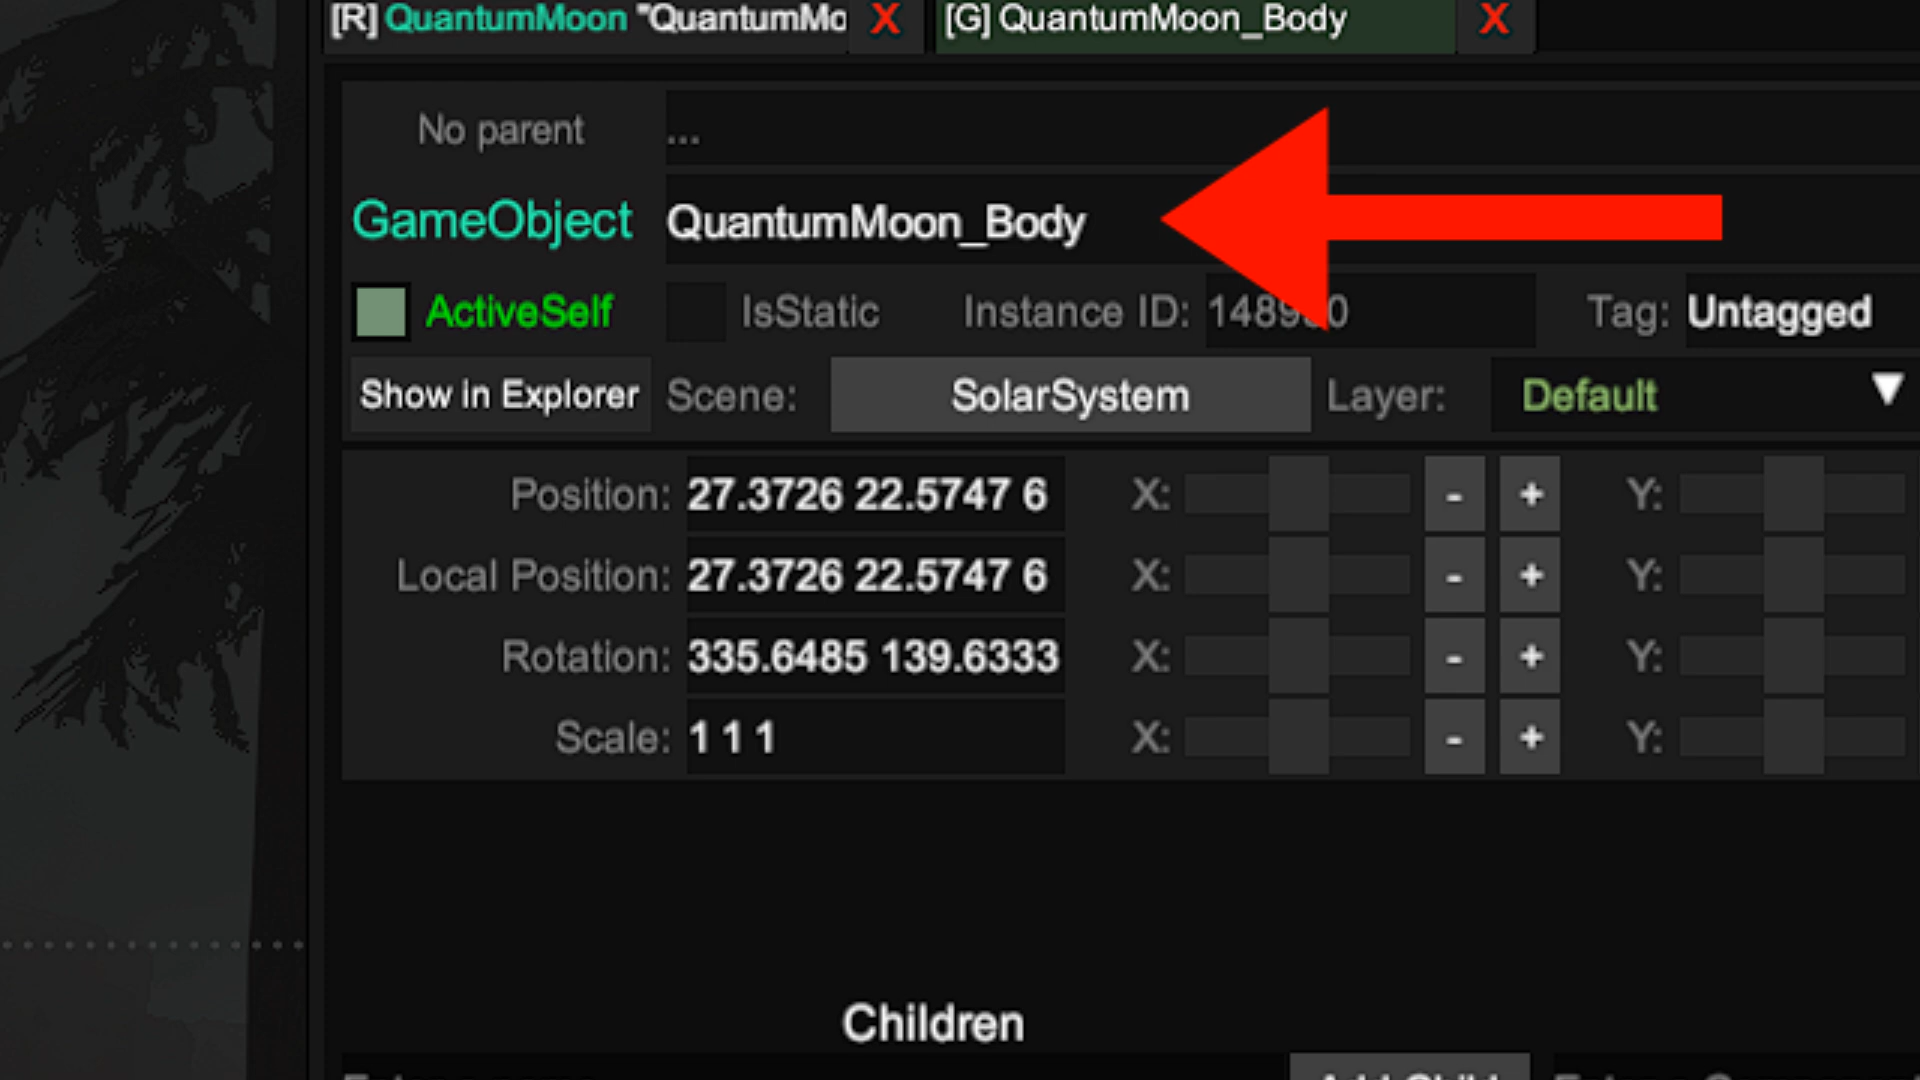 [R] QuantumMoon "QuantumMo X [G] QuantumMoon_Body X
No parent ...
GameObject QuantumMoon_Body
ActiveSelf IsStatic Instance ID: Tag: Untagged
Show in Explorer Scene: SolarSystem Layer: Default ▼
Position: 27.3726 22.5747 6 X: - + Y:
Local Position: 27.3726 22.5747 6 X: - + Y:
Rotation: 335.6485 139.6333 X: - + Y:
Scale: 1 1 1 X: - + Y:
Children